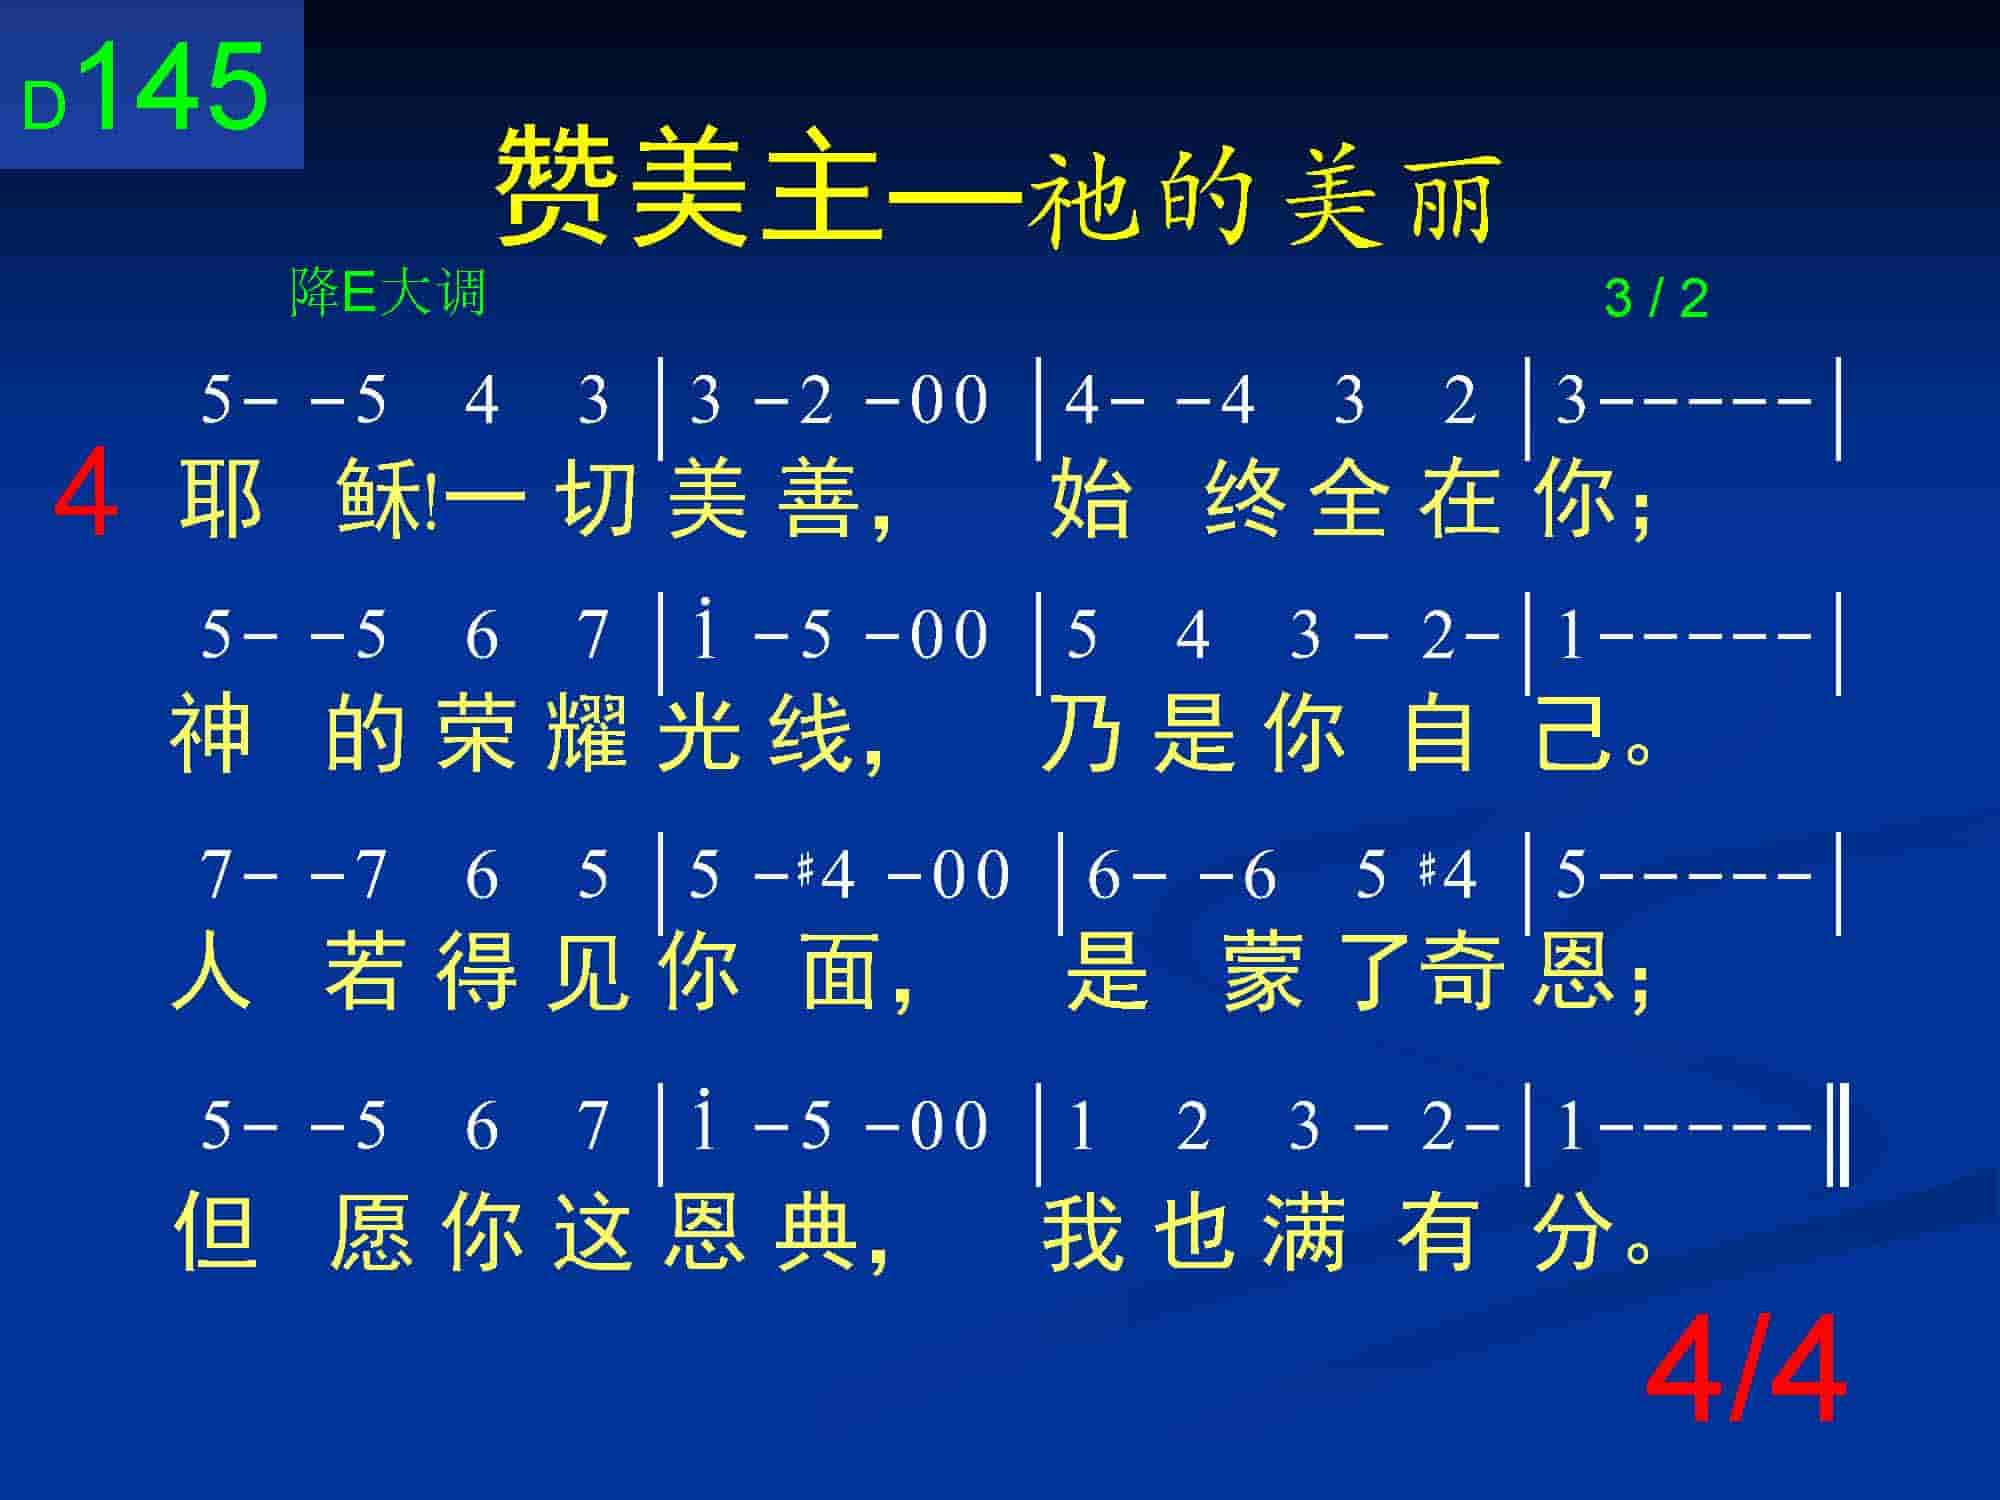 D145
赞美主—祂的美丽
降E大调 3 / 2
5- -5 4 3 | 3 -2 -00 | 4- -4 3 2 | 3----- |
4 耶 稣!一 切 美 善， 始 终 全 在 你；
5- -5 6 7 | i -5 -00 | 5 4 3 - 2- | 1----- |
神 的 荣 耀 光 线， 乃 是 你 自 己。
7- -7 6 5 | 5 -#4 -00 | 6- -6 5 #4 | 5----- |
人 若 得 见 你 面， 是 蒙 了 奇 恩；
5- -5 6 7 | i -5 -00 | 1 2 3 - 2- | 1----- ||
但 愿 你 这 恩 典， 我 也 满 有 分。
4/4